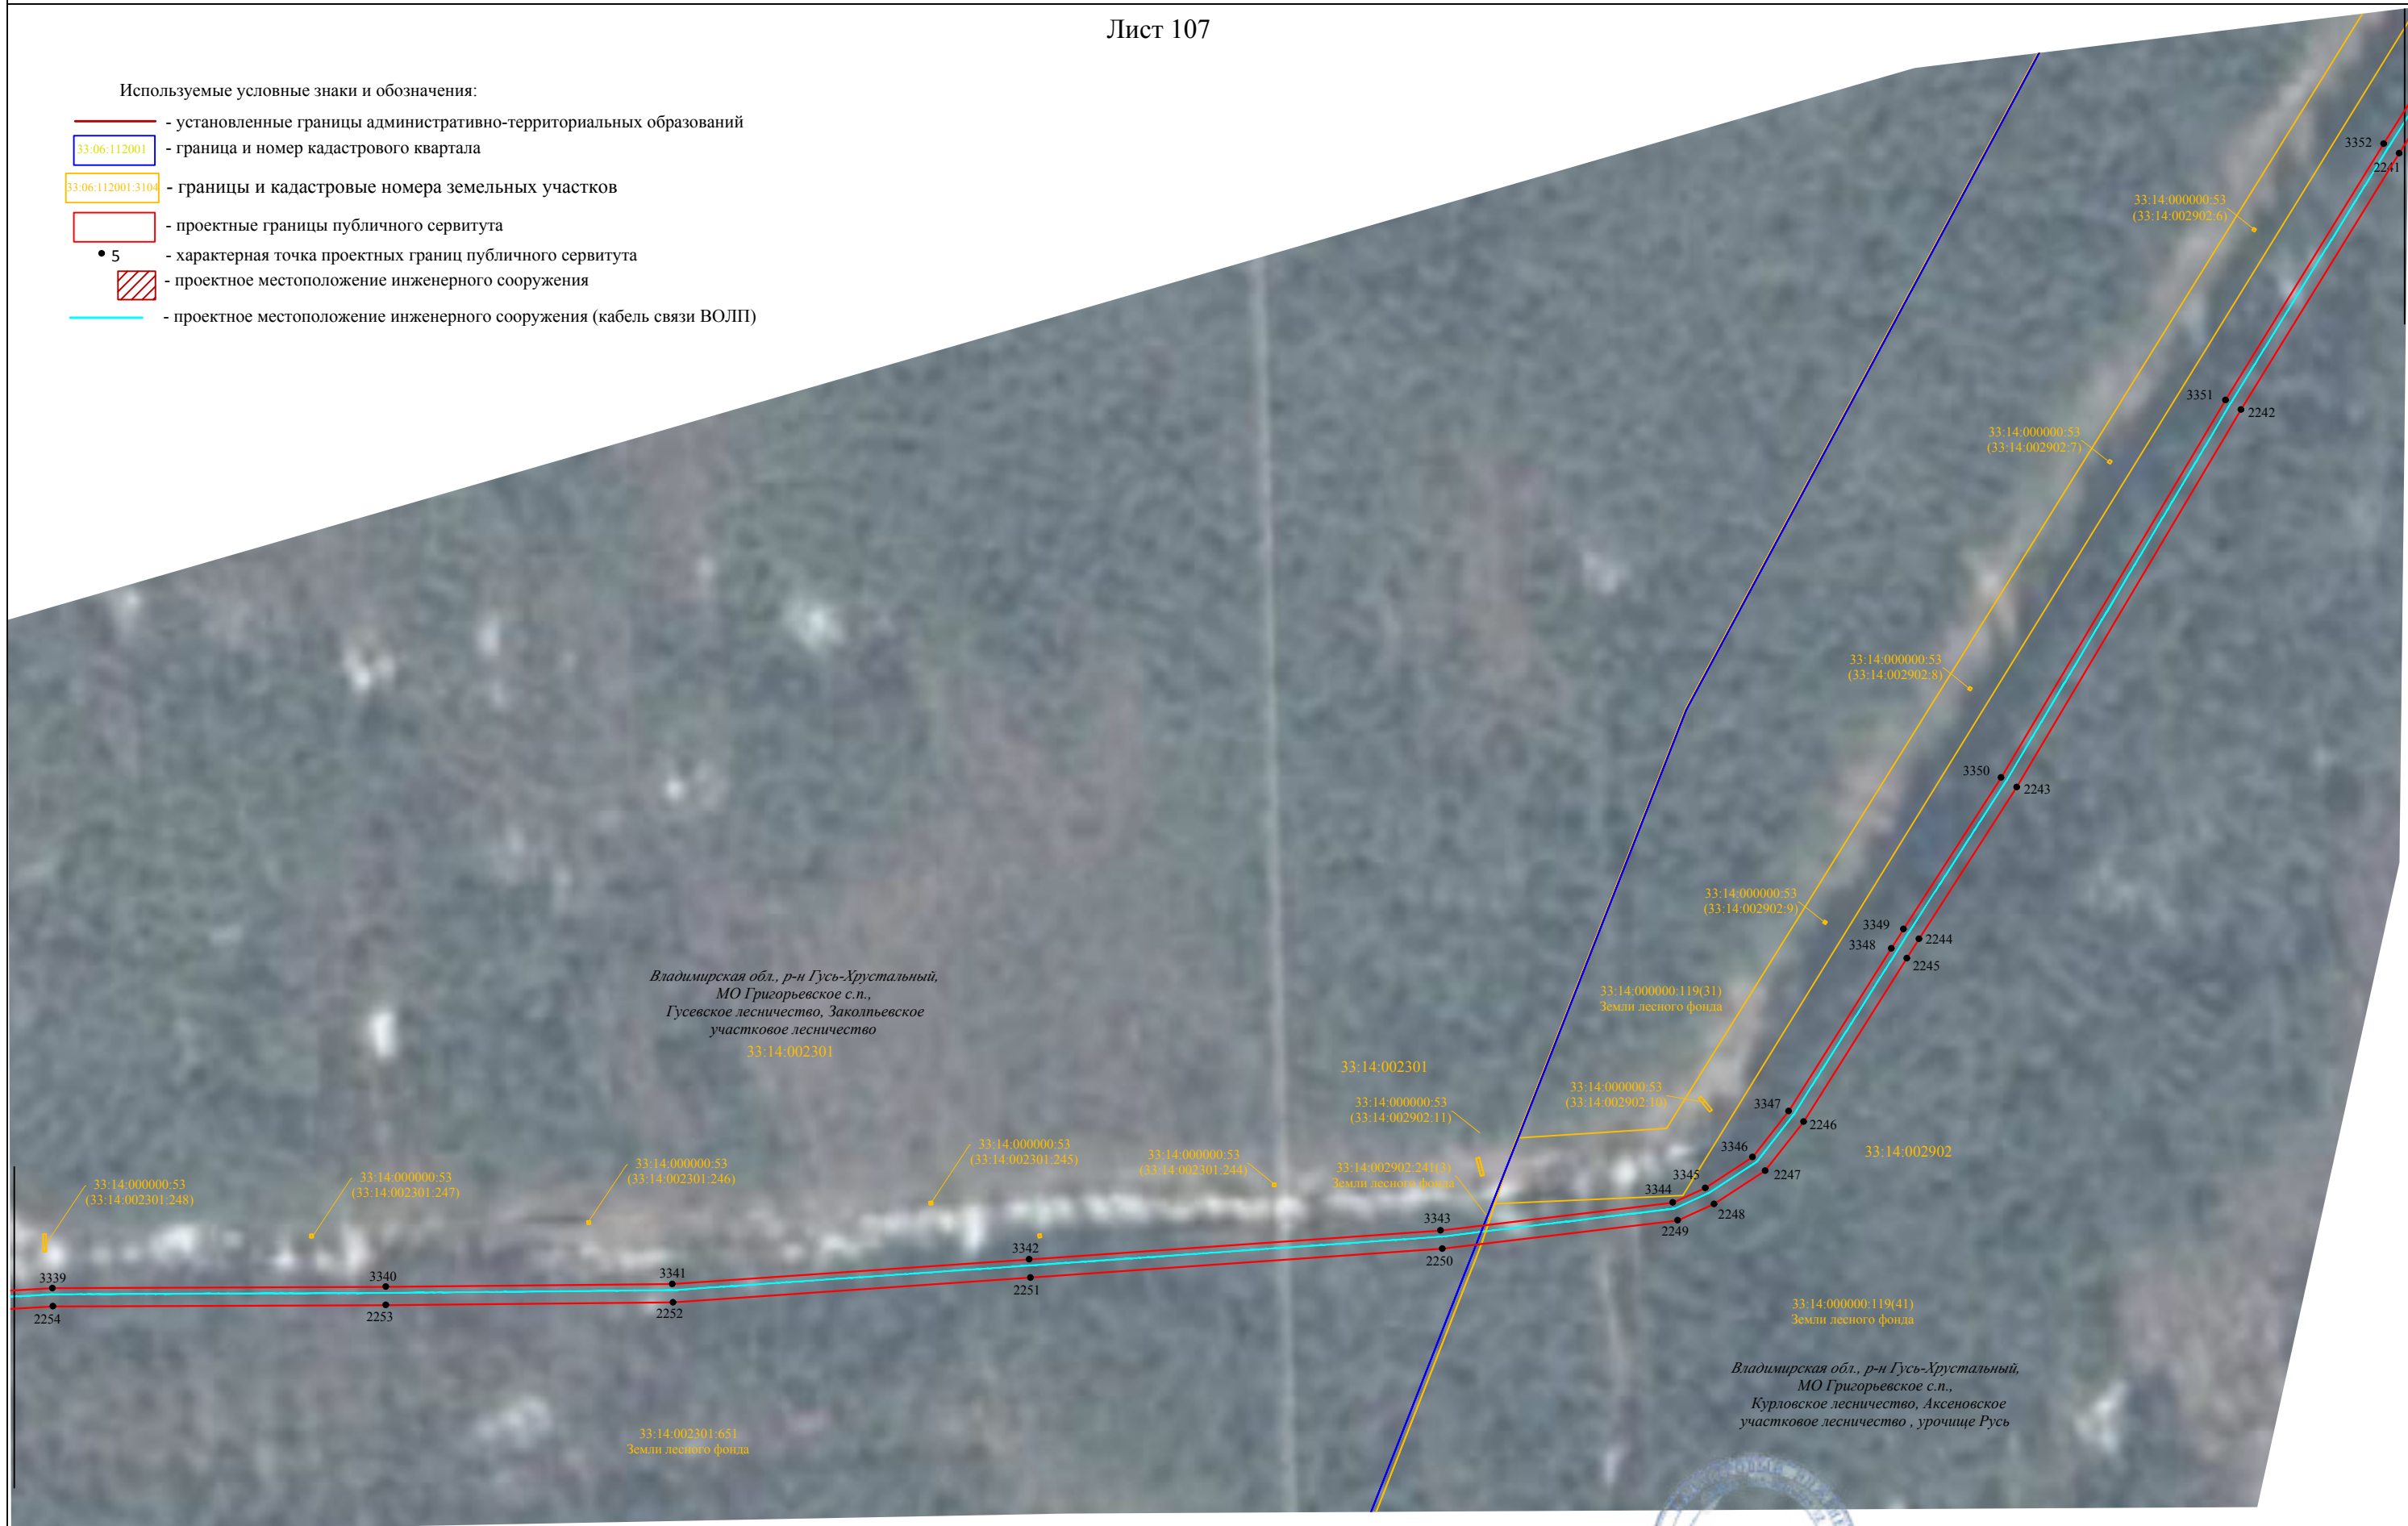 Лист 107
Используемые условные знаки и обозначения:
- установленные границы административно-территориальных образований
33:06:112001 - граница и номер кадастрового квартала
33:06:112001:3104 - границы и кадастровые номера земельных участков
- проектные границы публичного сервитута
5 - характерная точка проектных границ публичного сервитута
- проектное местоположение инженерного сооружения
- проектное местоположение инженерного сооружения (кабель связи ВОЛП)
3352
2241
33:14:000000:53
(33:14:002902:6)
3351
2242
33:14:000000:53
(33:14:002902:7)
33:14:000000:53
(33:14:002902:8)
3350
2243
33:14:000000:53
(33:14:002902:9)
3349
2244
3348
2245
Владимирская обл., р-н Гусь-Хрустальный,
МО Григорьевское с.п.,
Гусевское лесничество, Заколпьевское
участковое лесничество
33:14:002301
33:14:000000:119(31)
Земли лесного фонда
33:14:002301
33:14:000000:53
(33:14:002902:10)
33:14:000000:53
(33:14:002902:11)
3347
2246
3346
33:14:002902
2247
3345
33:14:000000:53
(33:14:002301:245)
33:14:000000:53
(33:14:002301:244)
33:14:002902:241(3)
Земли лесного фонда
33:14:000000:53
(33:14:002301:246)
33:14:000000:53
(33:14:002301:247)
33:14:000000:53
(33:14:002301:248)
3344
2248
2249
3343
2250
3342
2251
3339
3340
3341
2254
2253
2252
33:14:000000:119(41)
Земли лесного фонда
Владимирская обл., р-н Гусь-Хрустальный,
МО Григорьевское с.п.,
Курловское лесничество, Аксеновское
участковое лесничество , урочище Русь
33:14:002301:651
Земли лесного фонда